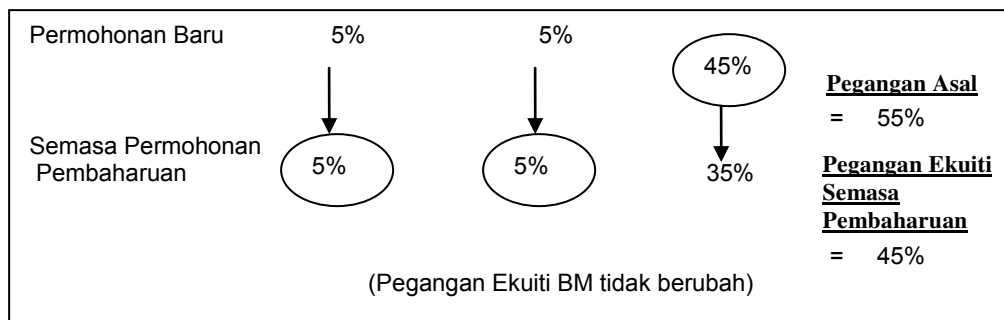 Permohonan Baru 5% 5% 45%
Pegangan Asal
= 55%
Semasa Permohonan
Pembaharuan 5% 5% 35%
Pegangan Ekuiti
Semasa
Pembaharuan
= 45%
(Pegangan Ekuiti BM tidak berubah)